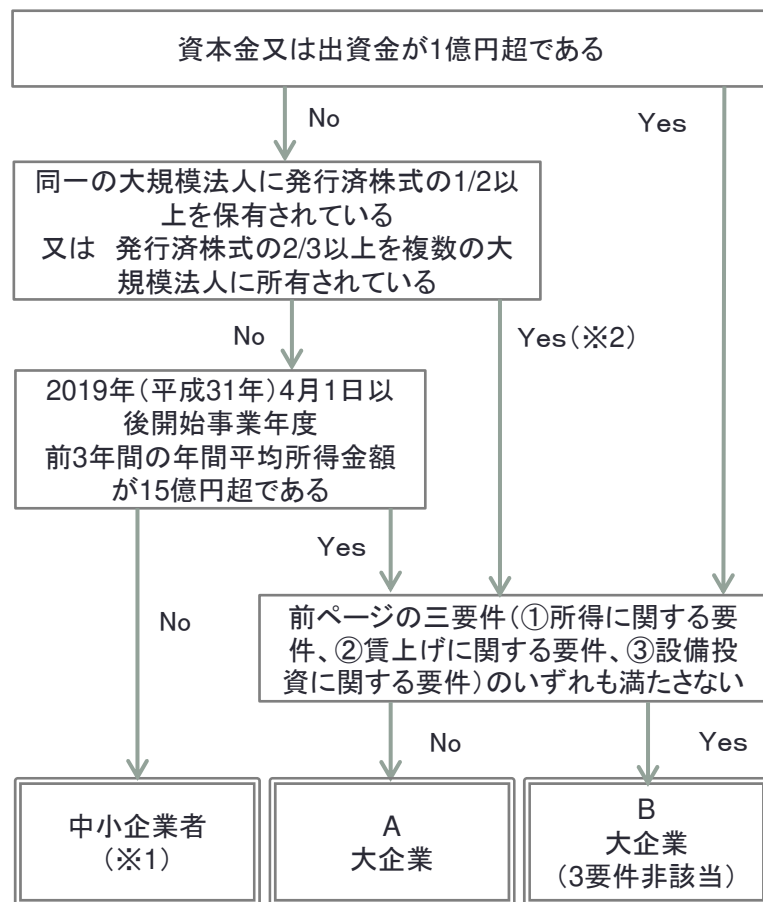 資本金又は出資金が1億円超である
No
Yes
同一の大規模法人に発行済株式の1/2以
上を保有されている
又は 発行済株式の2/3以上を複数の大
規模法人に所有されている
No
Yes(※2)
2019年(平成31年)4月1日以
後開始事業年度
前3年間の年間平均所得金額
が15億円超である
Yes
No
前ページの三要件(①所得に関する要
件、②賃上げに関する要件、③設備投
資に関する要件)のいずれも満たさない
No
Yes
中小企業者
(※1)
A
大企業
B
大企業
(3要件非該当)